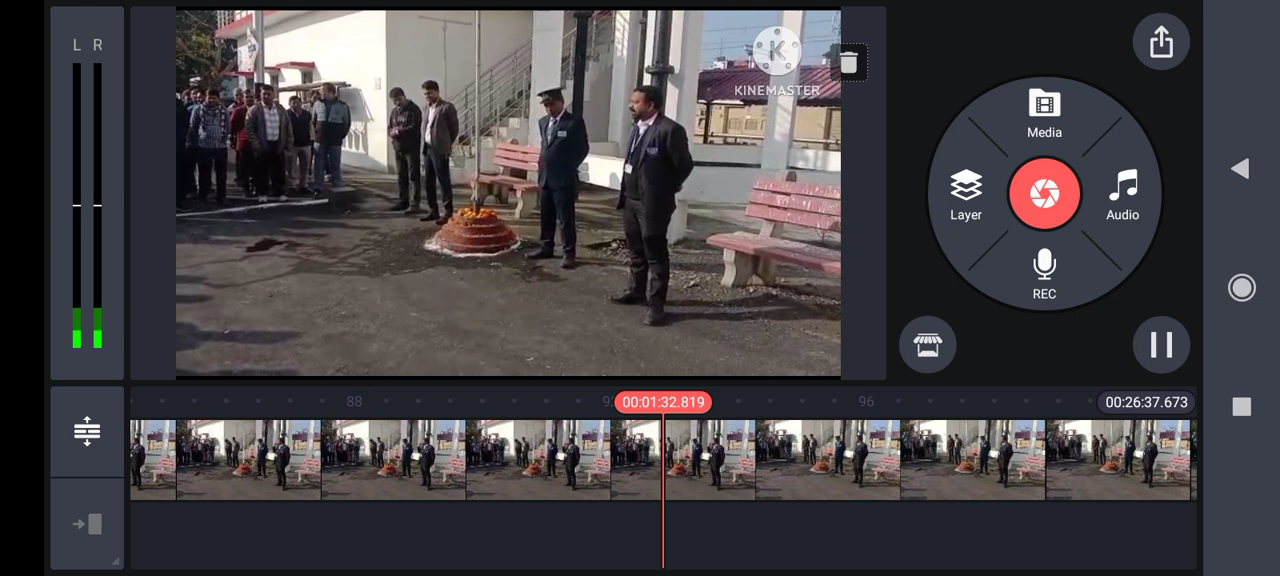 L R
KINEMASTER
Media
Layer
Audio
REC
88
00:01:32.819
96
00:26:37.673